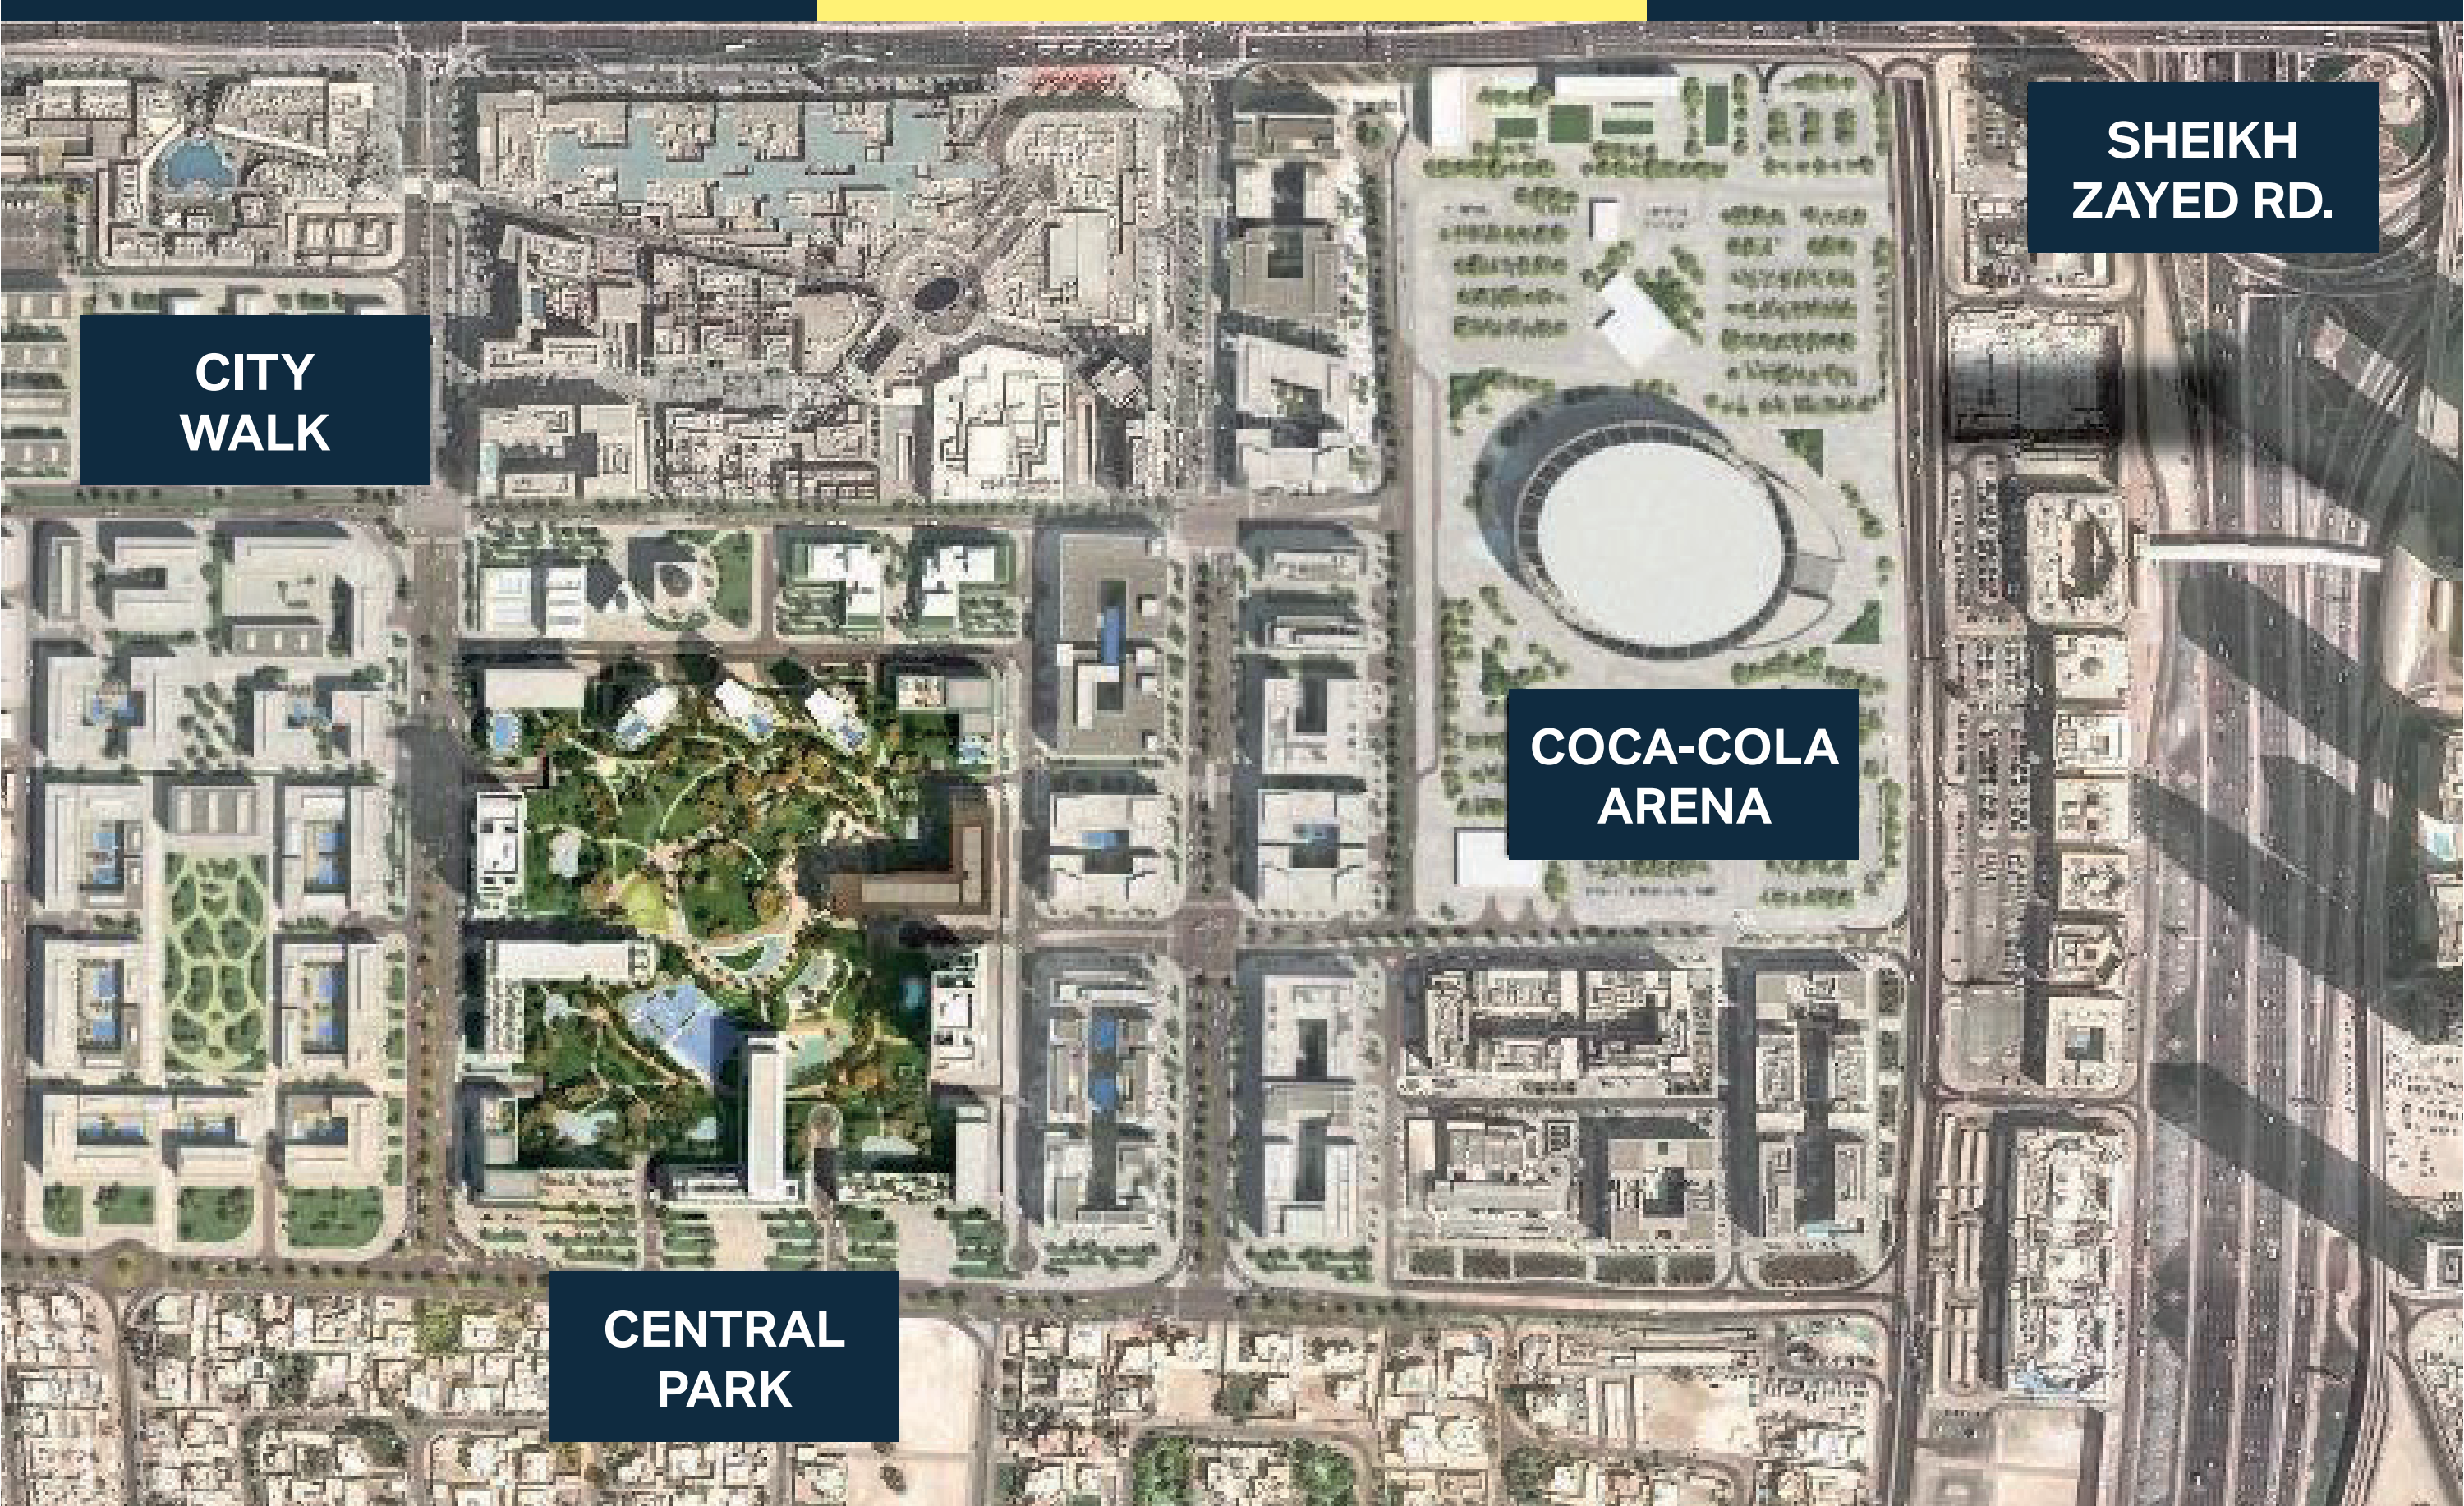 SHEIKH
ZAYED RD.
CITY
WALK
COCA-COLA
ARENA
CENTRAL
PARK